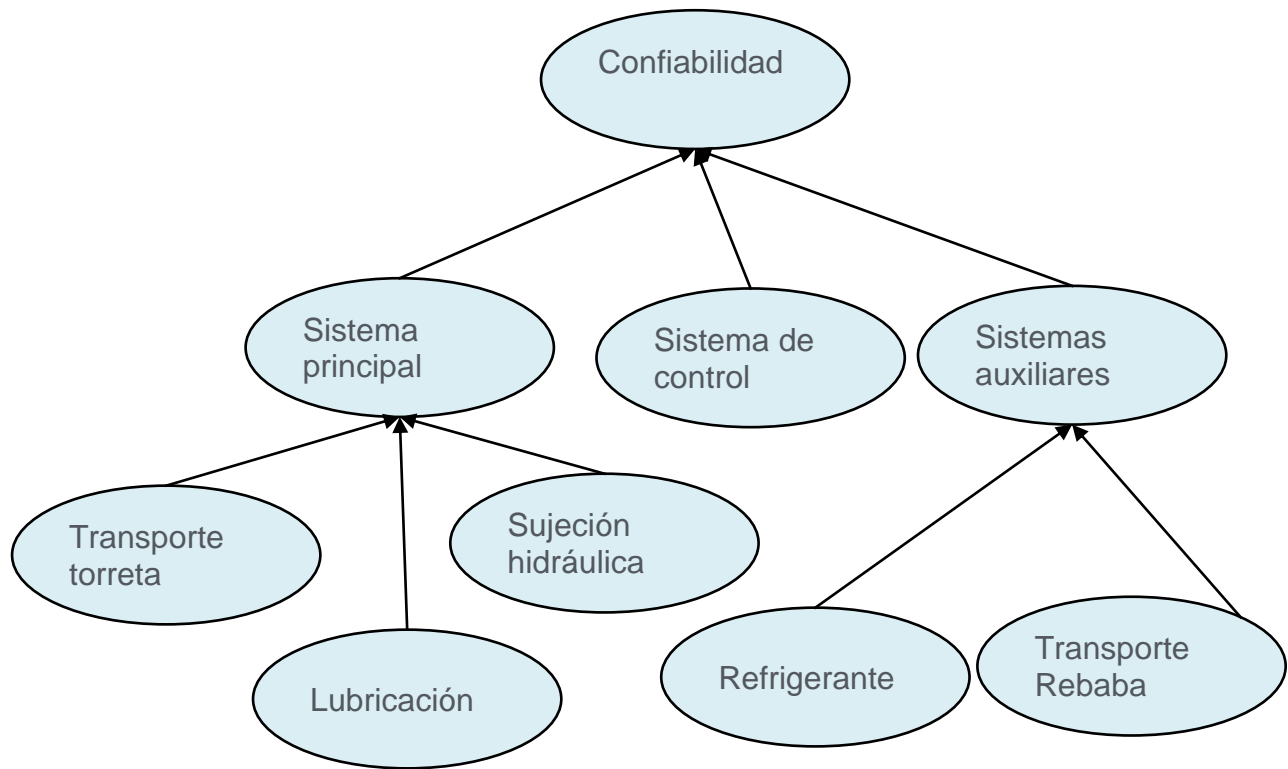 Confiabilidad
Sistema
principal
Sistema de
control
Sistemas
auxiliares
Transporte
torreta
Sujeción
hidráulica
Lubricación
Refrigerante
Transporte
Rebaba